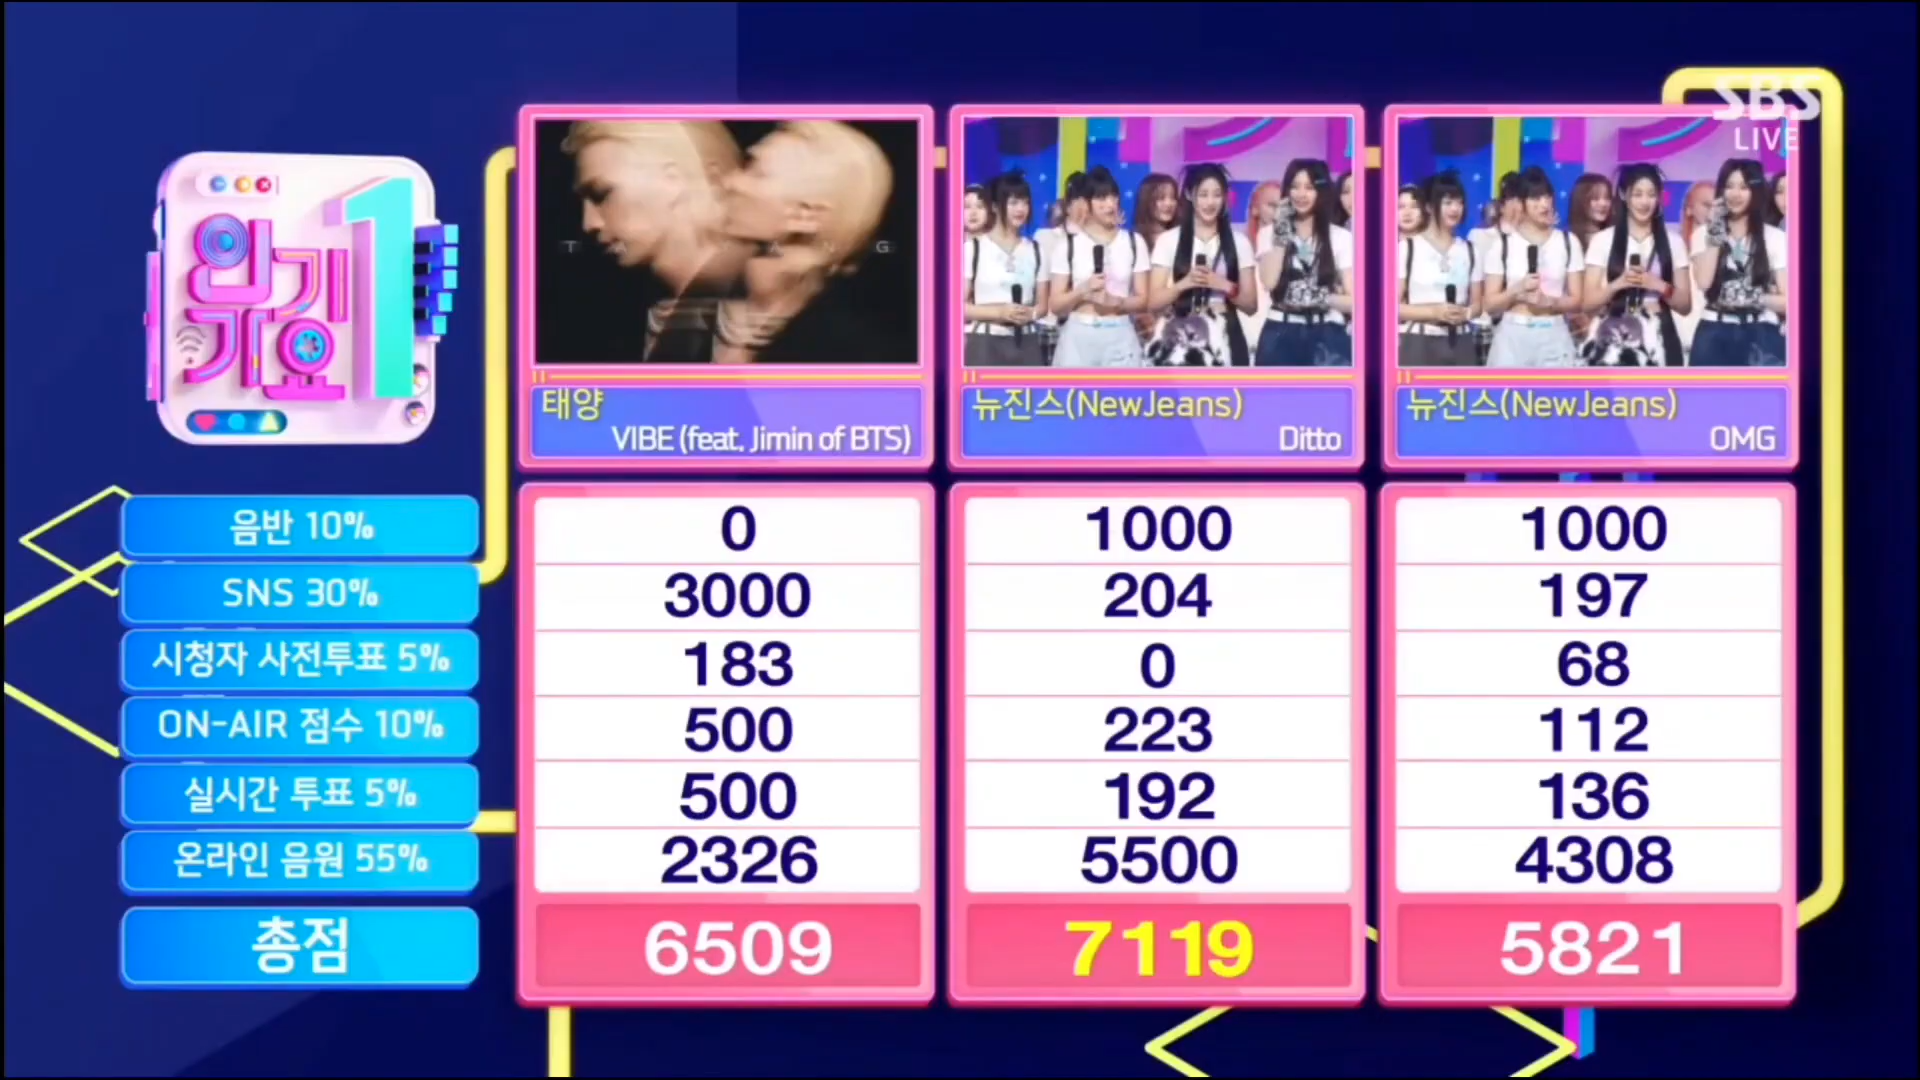 SBS
LIVE
인기
가요
1
TAEYANG
태양
VIBE (feat. Jimin of BTS)
뉴진스(NewJeans)
Ditto
뉴진스(NewJeans)
OMG
음반 10% 0 1000 1000
SNS 30% 3000 204 197
시청자 사전투표 5% 183 0 68
ON-AIR 점수 10% 500 223 112
실시간 투표 5% 500 192 136
온라인 음원 55% 2326 5500 4308
총점 6509 7119 5821